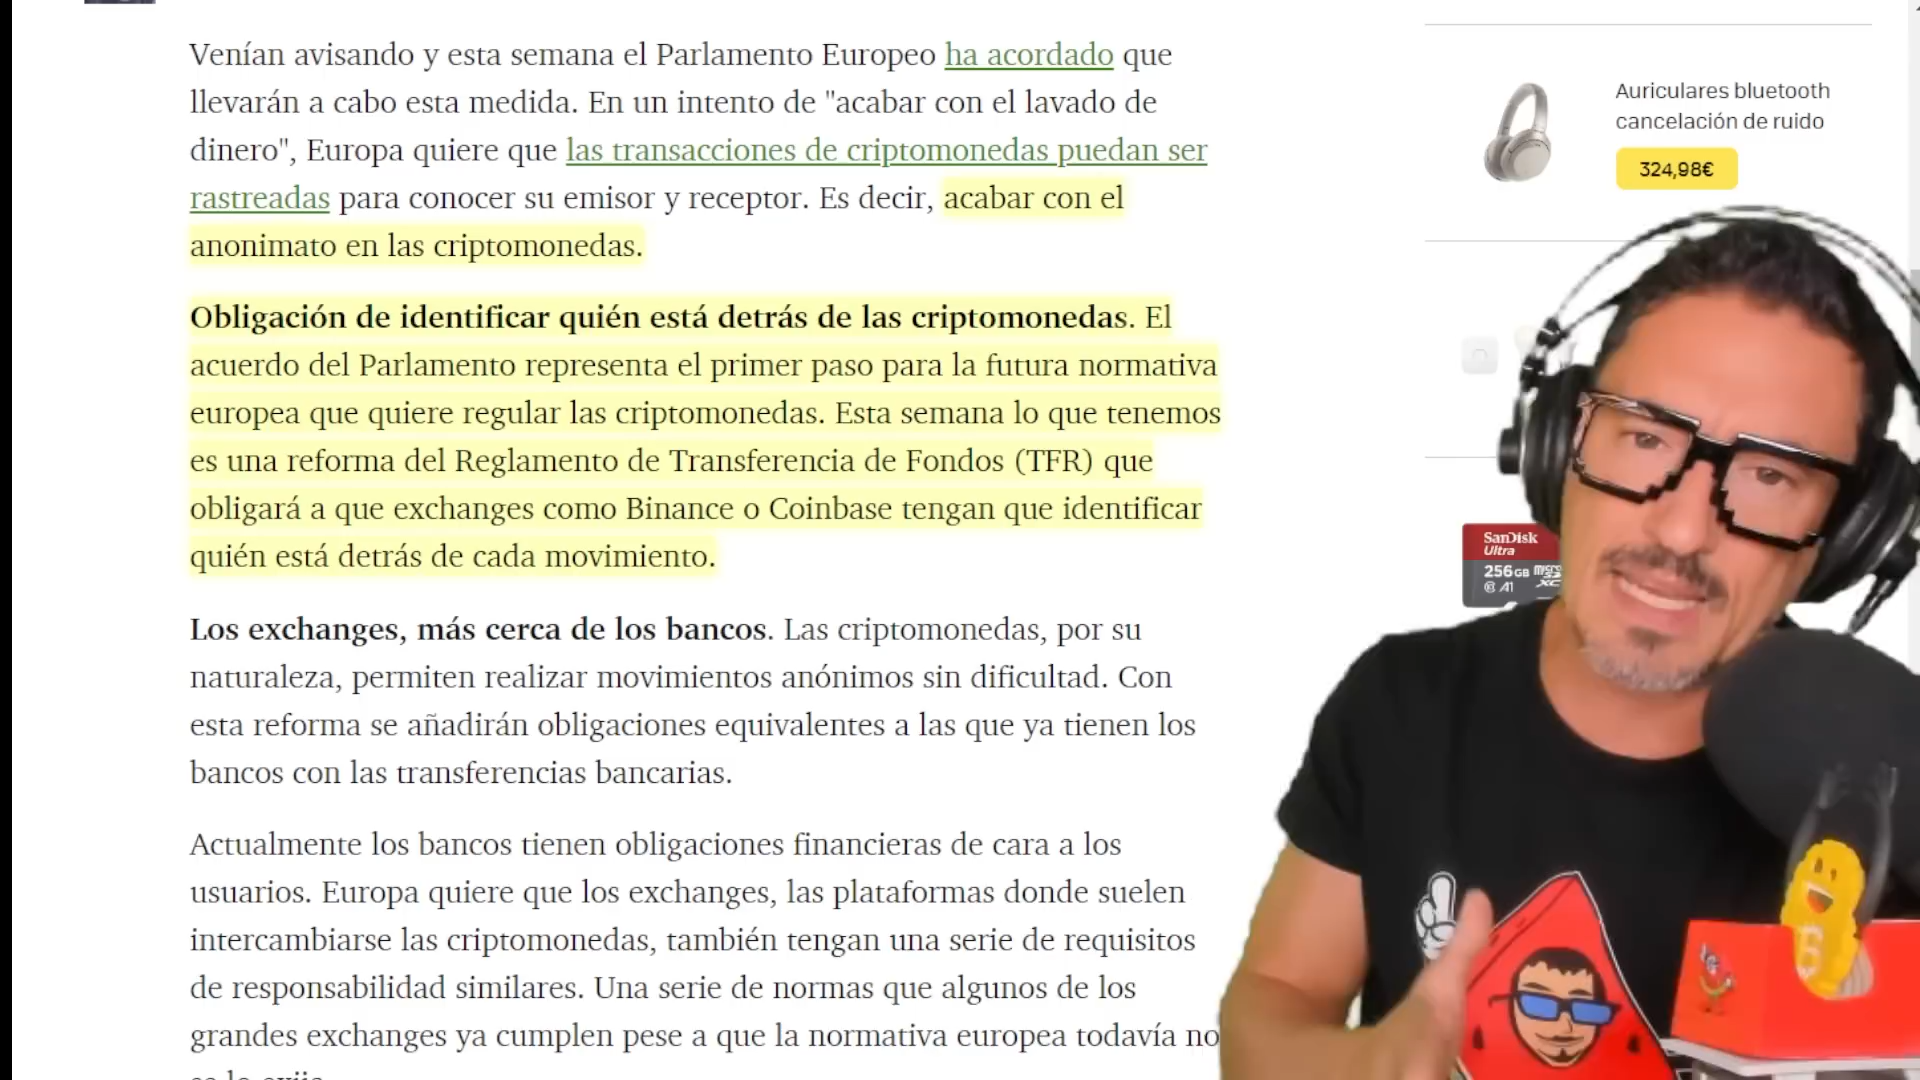 Venían avisando y esta semana el Parlamento Europeo ha acordado que
llevarán a cabo esta medida. En un intento de "acabar con el lavado de
dinero", Europa quiere que las transacciones de criptomonedas puedan ser
rastreadas para conocer su emisor y receptor. Es decir, acabar con el
anonimato en las criptomonedas.
Obligación de identificar quién está detrás de las criptomonedas. El
acuerdo del Parlamento representa el primer paso para la futura normativa
europea que quiere regular las criptomonedas. Esta semana lo que tenemos
es una reforma del Reglamento de Transferencia de Fondos (TFR) que
obligará a que exchanges como Binance o Coinbase tengan que identificar
quién está detrás de cada movimiento.
Los exchanges, más cerca de los bancos. Las criptomonedas, por su
naturaleza, permiten realizar movimientos anónimos sin dificultad. Con
esta reforma se añadirán obligaciones equivalentes a las que ya tienen los
bancos con las transferencias bancarias.
Actualmente los bancos tienen obligaciones financieras de cara a los
usuarios. Europa quiere que los exchanges, las plataformas donde suelen
intercambiarse las criptomonedas, también tengan una serie de requisitos
de responsabilidad similares. Una serie de normas que algunos de los
grandes exchanges ya cumplen pese a que la normativa europea todavía no
Auriculares bluetooth
cancelación de ruido
324,98€
SanDisk
Ultra
256GB micro
A1